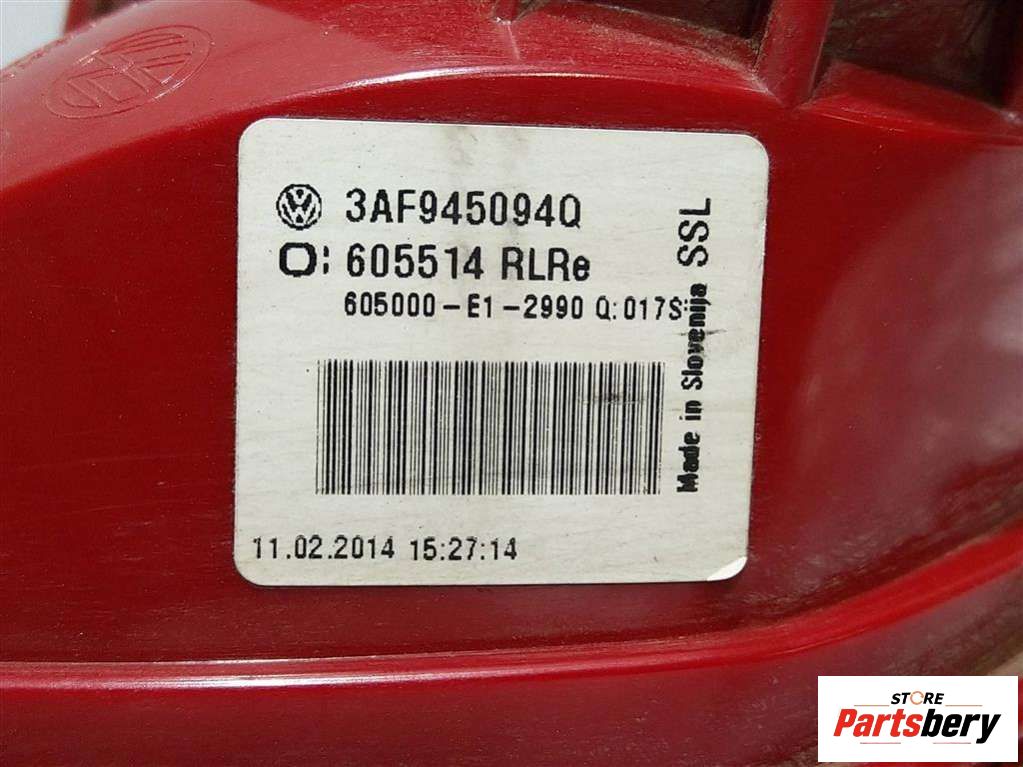 3AF945094Q
O: 605514 RLRe
605000-E1-2990 Q:017S
Made in Slovenija SSL
11.02.2014 15:27:14
STORE
Partsbery